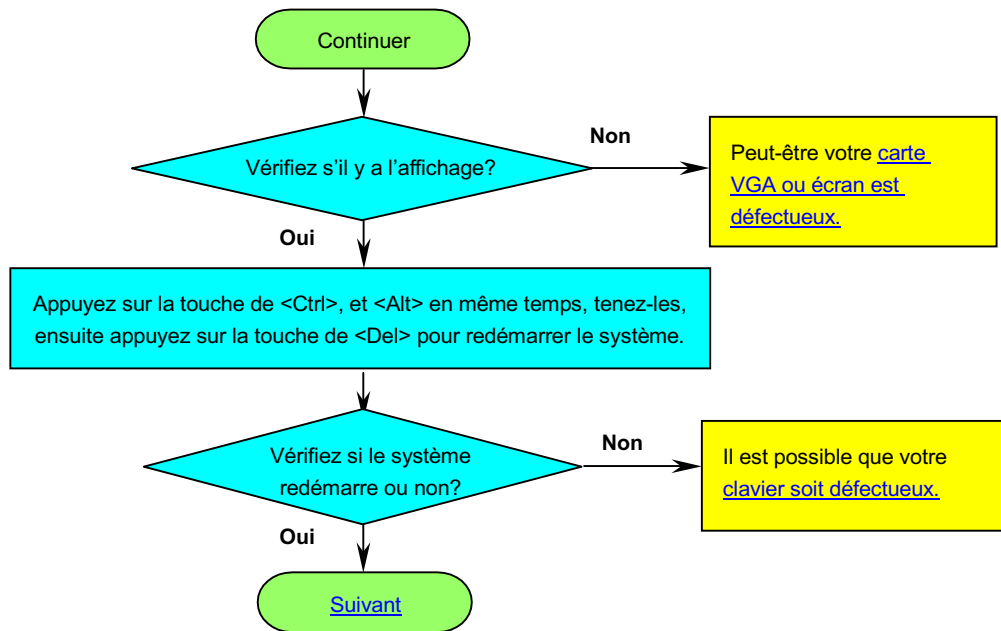 Continuer
Vérifiez s’il y a l’affichage?
Non
Peut-être votre carte
VGA ou écran est
défectueux.
Oui
Appuyez sur la touche de <Ctrl>, et <Alt> en même temps, tenez-les,
ensuite appuyez sur la touche de <Del> pour redémarrer le système.
Vérifiez si le système
redémarre ou non?
Non
Il est possible que votre
clavier soit défectueux.
Oui
Suivant